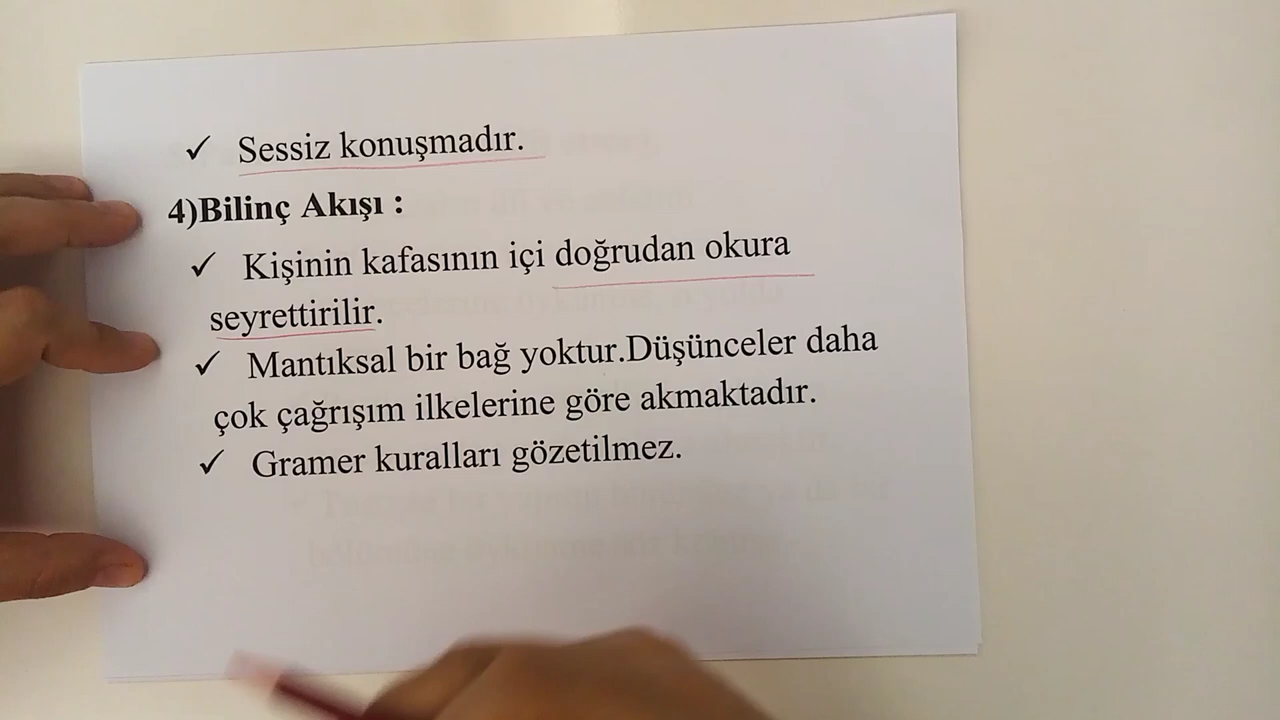 ✓ Sessiz konuşmadır.
4)Bilinç Akışı :
✓ Kişinin kafasının içi doğrudan okura
seyrettirilir.
✓ Mantıksal bir bağ yoktur.Düşünceler daha
çok çağrışım ilkelerine göre akmaktadır.
✓ Gramer kuralları gözetilmez.